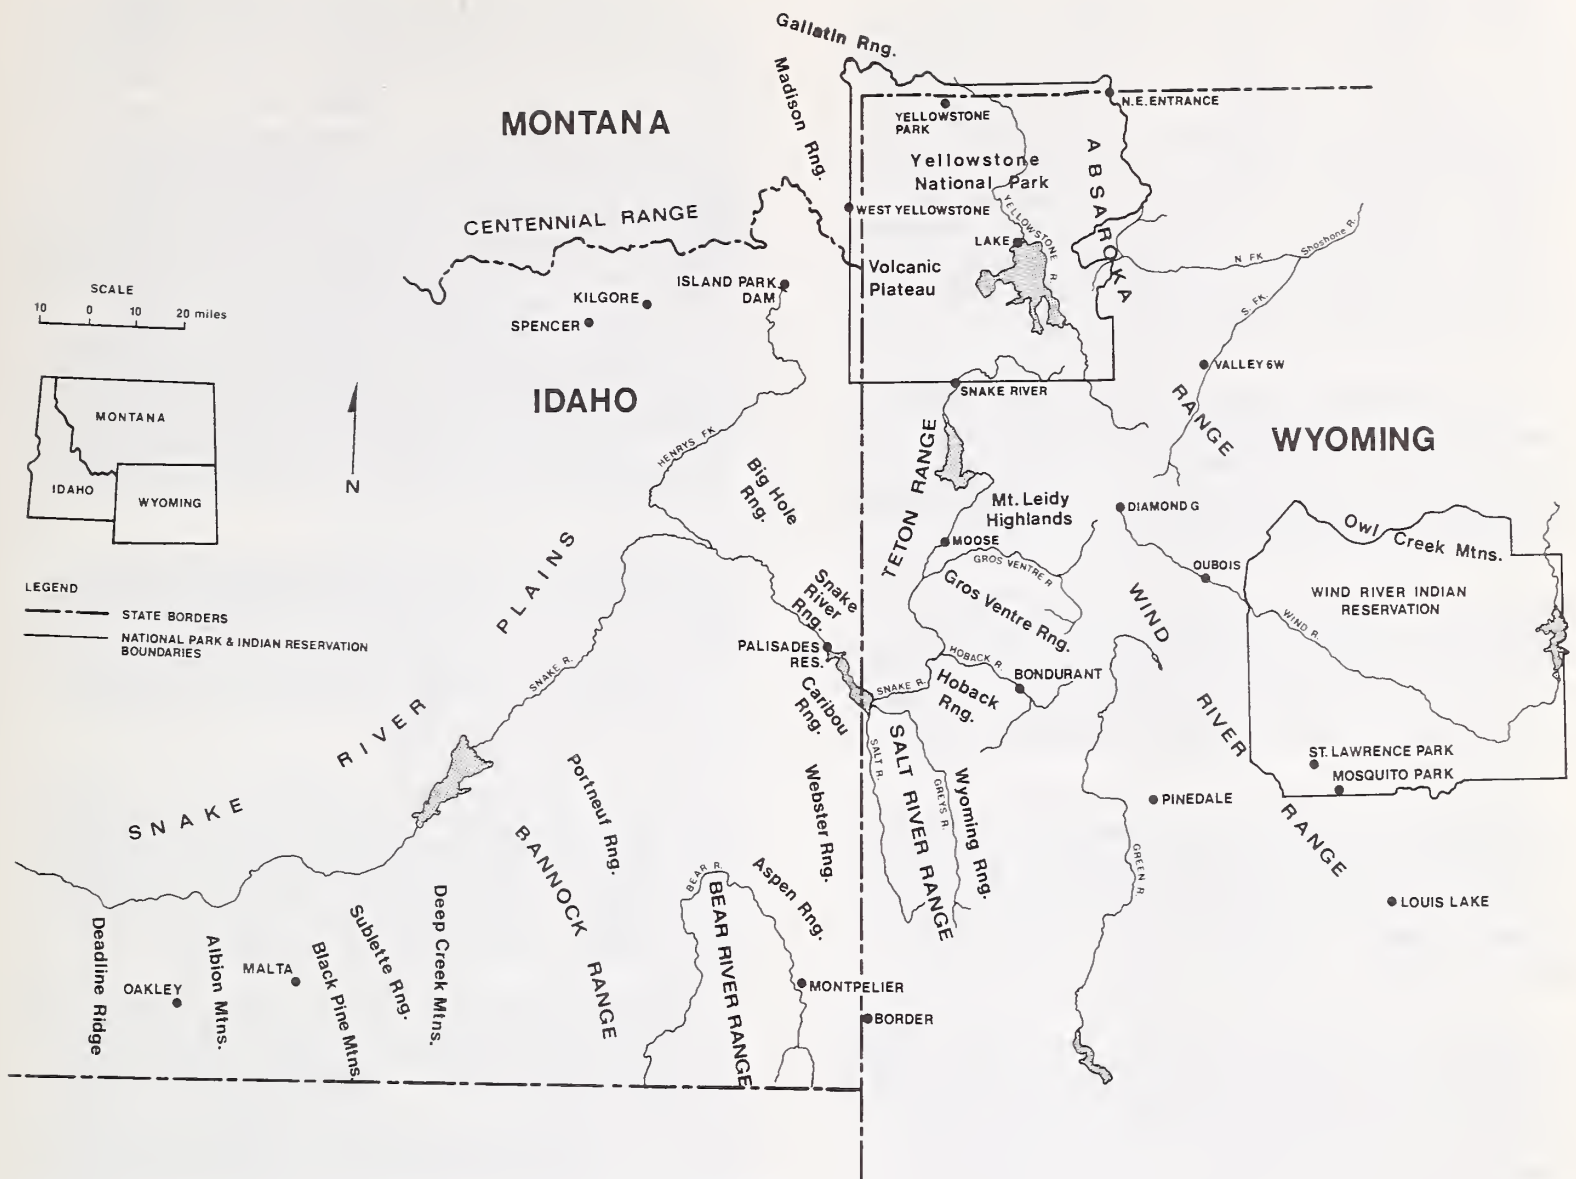 Gallatin Rng.
Madison Rng.
MONTANA
N.E. ENTRANCE
YELLOWSTONE
PARK
Yellowstone
National Park
ABSAROKA
RANGE
CENTENNIAL RANGE
WEST YELLOWSTONE
YELLOWSTONE R.
LAKE
N. FK
Shoshone R.
S. FK.
Volcanic
Plateau
ISLAND PARK
DAM
KILGORE
SPENCER
SCALE
10 0 10 20 miles
MONTANA
IDAHO
WYOMING
N
IDAHO
VALLEY 6W
SNAKE RIVER
WYOMING
HENRYS FK
Big Hole
Rng.
TETON RANGE
Mt. Leidy
Highlands
DIAMOND G
Owl Creek Mtns.
MOOSE
GROS VENTRE R
Gros Ventre Rng.
OUBOIS
WIND RIVER INDIAN
RESERVATION
WIND R.
LEGEND
STATE BORDERS
NATIONAL PARK & INDIAN RESERVATION
BOUNDARIES
SNAKE RIVER PLAINS
SNAKE R.
Snake
River
Rng.
PALISADES
RES.
Caribou
Rng.
SNAKE R.
HOBACK R.
BONDURANT
Hoback
Rng.
WIND RIVER RANGE
ST. LAWRENCE PARK
MOSQUITO PARK
PINEDALE
GREEN R
LOUIS LAKE
SALT R.
SALT RIVER RANGE
GREYS R.
Wyoming Rng.
Webster Rng.
Portneuf Rng.
BANNOCK RANGE
BEAR R.
BEAR RIVER RANGE
Aspen Rng.
MONTPELIER
BORDER
Deadline Ridge
OAKLEY
Albion Mtns.
MALTA
Black Pine Mtns.
Sublette Rng.
Deep Creek Mtns.